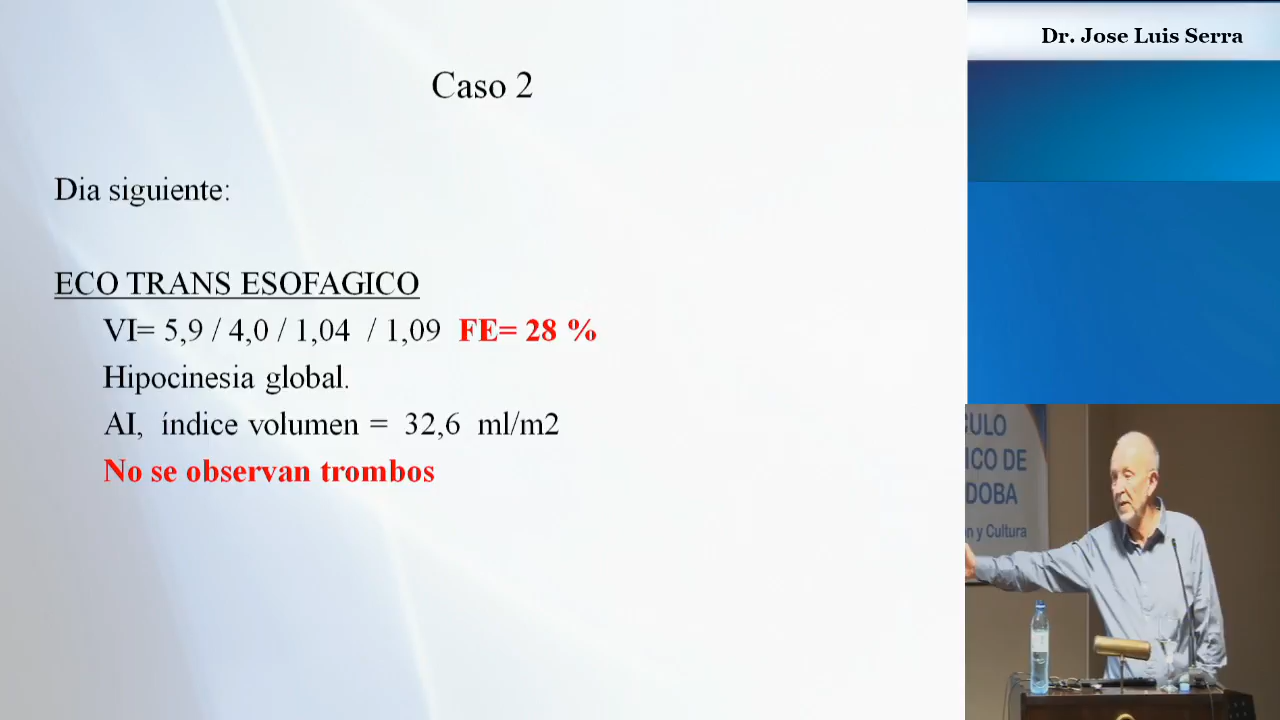 Dr. Jose Luis Serra
Caso 2
Dia siguiente:
ECO TRANS ESOFAGICO
VI= 5,9 / 4,0 / 1,04 / 1,09 FE= 28 %
Hipocinesia global.
AI, índice volumen = 32,6 ml/m2
No se observan trombos
CULO
ICO DE
DOBA
n y Cultura